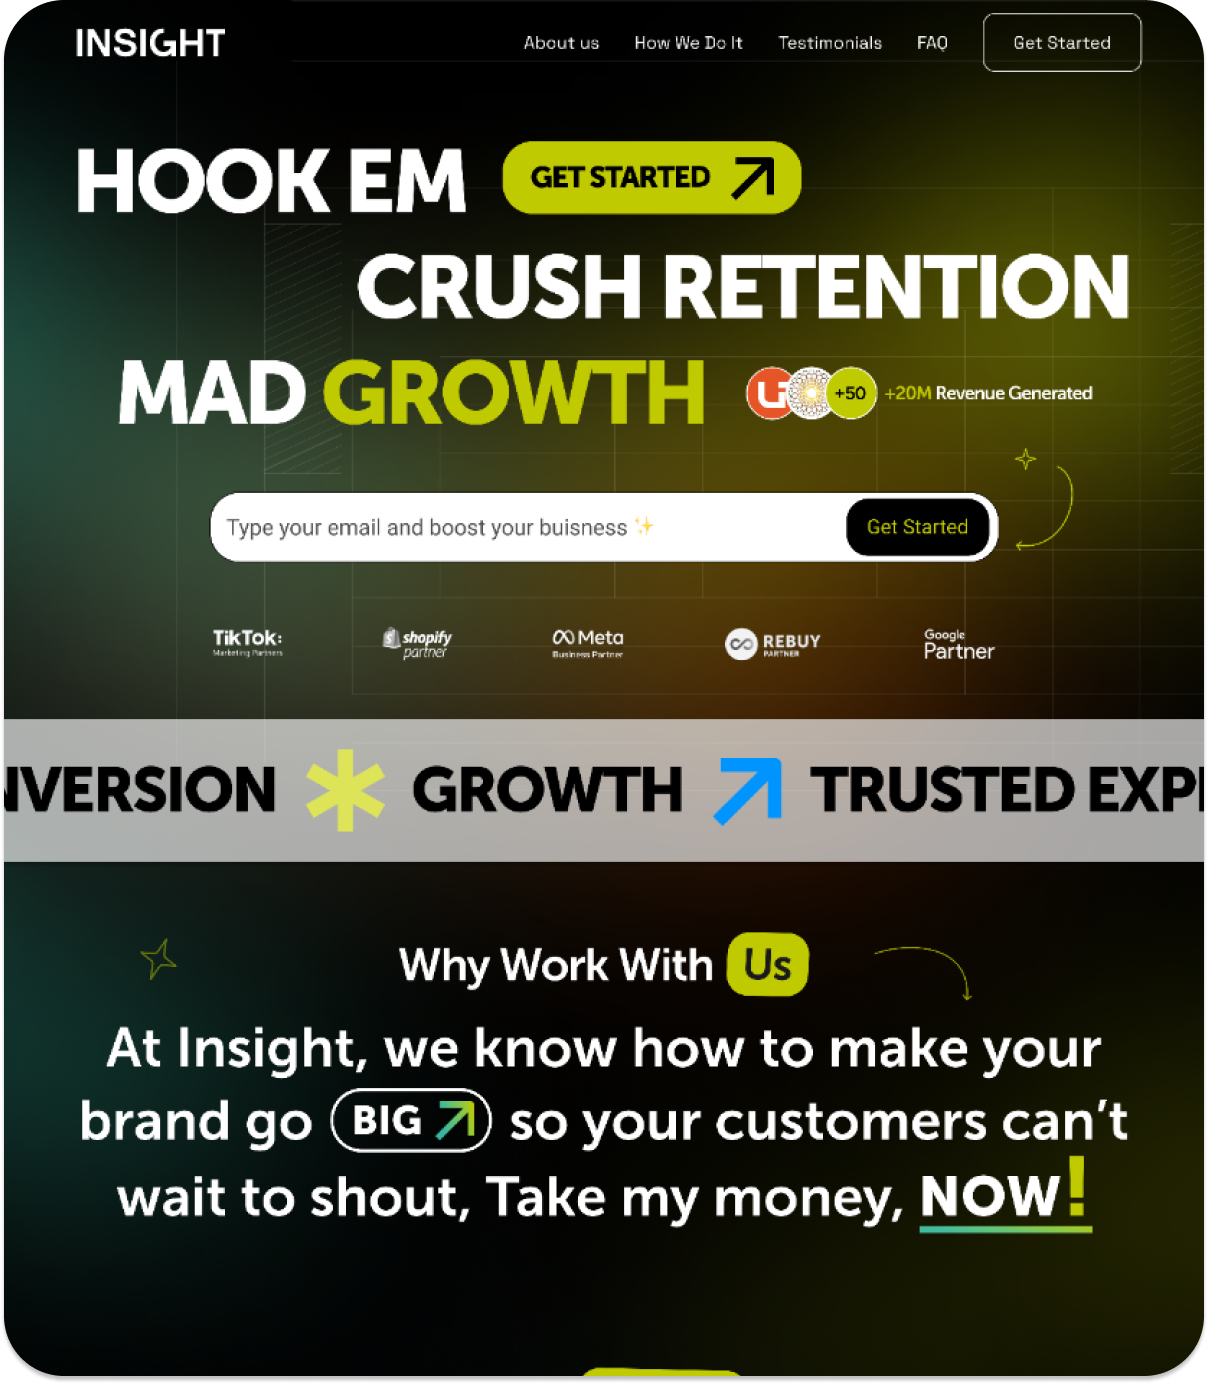 INSIGHT
About us How We Do It Testimonials FAQ Get Started
HOOK EM GET STARTED
CRUSH RETENTION
MAD GROWTH +50 +20M Revenue Generated
Type your email and boost your buisness ✨ Get Started
TikTok: shopify Meta REBUY Google
Marketing Partners partner Business Partner PARTNER Partner
NVERSION GROWTH TRUSTED EXP
Why Work With Us
At Insight, we know how to make your
brand go BIG so your customers can’t
wait to shout, Take my money, NOW!